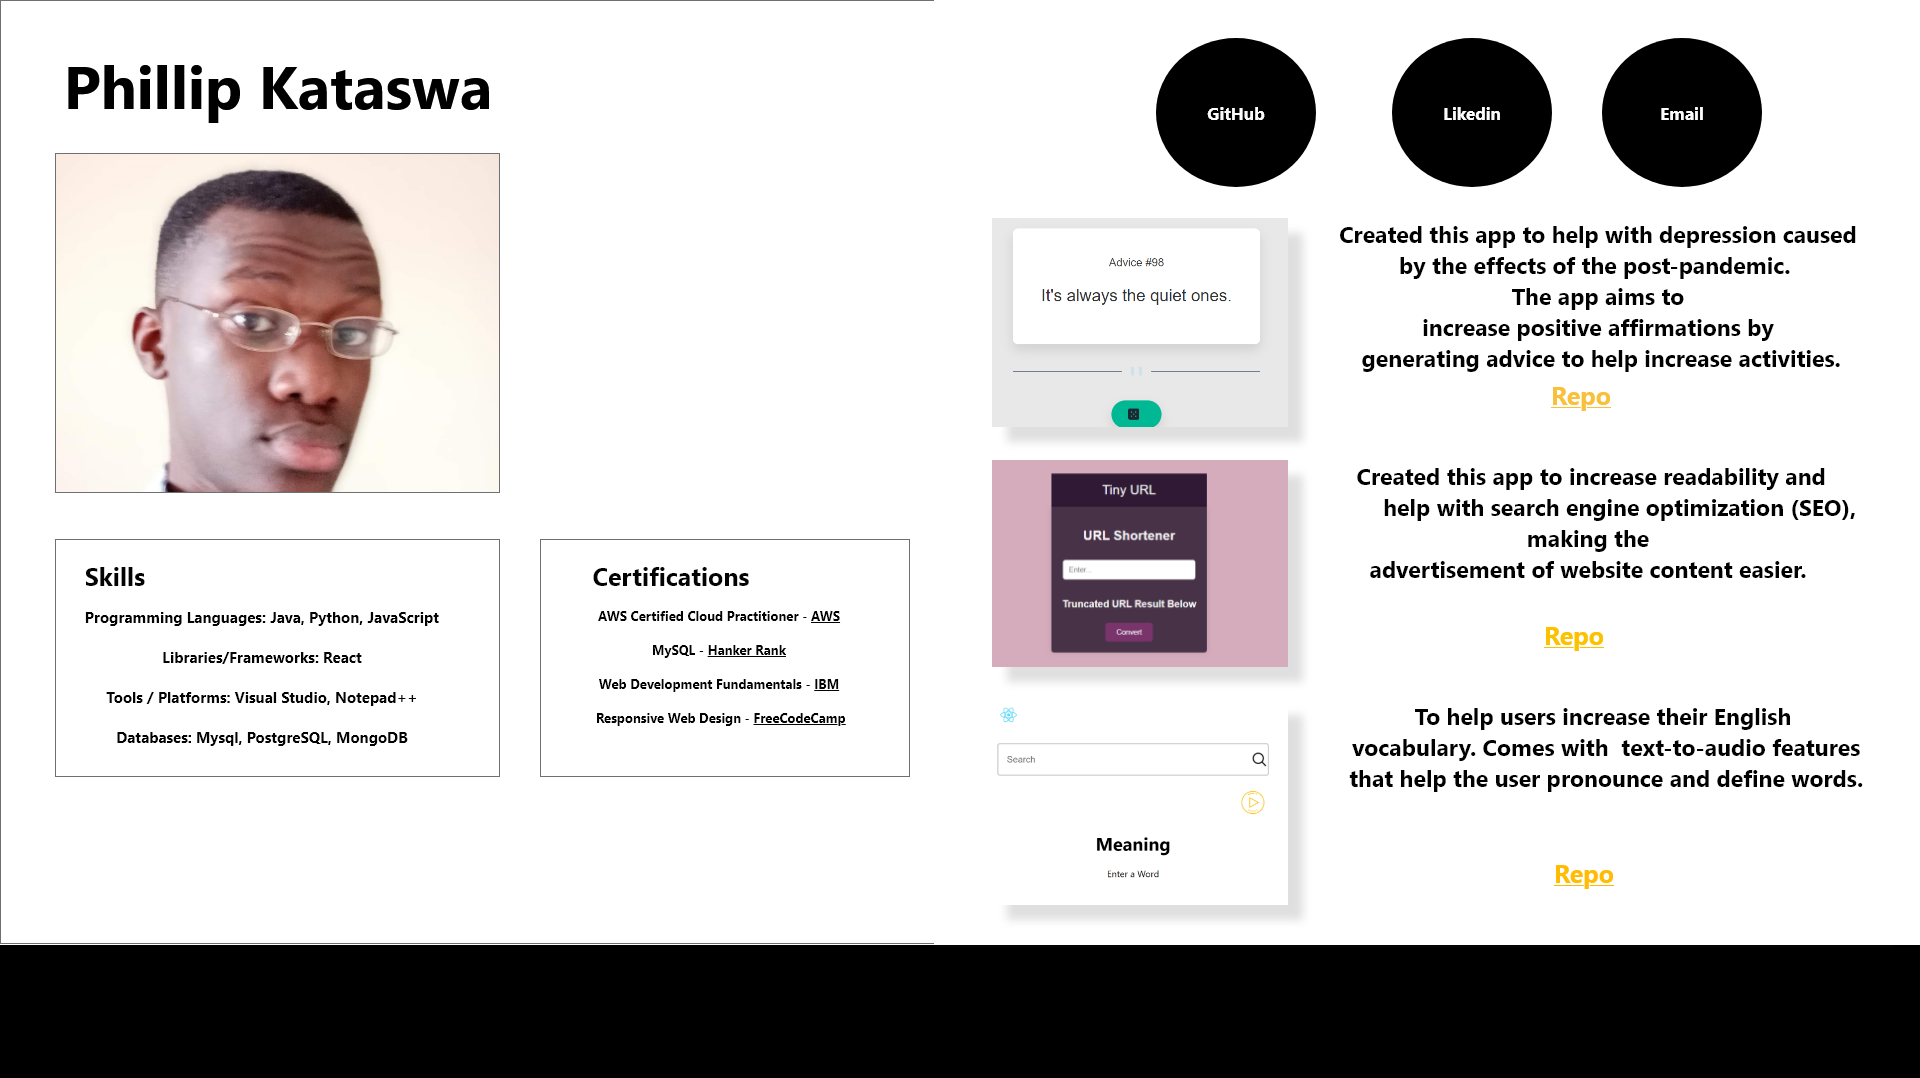 Phillip Kataswa
GitHub
Likedin
Email
Skills
Programming Languages: Java, Python, JavaScript
Libraries/Frameworks: React
Tools / Platforms: Visual Studio, Notepad++
Databases: Mysql, PostgreSQL, MongoDB
Certifications
AWS Certified Cloud Practitioner - AWS
MySQL - Hanker Rank
Web Development Fundamentals - IBM
Responsive Web Design - FreeCodeCamp
Advice #98
It's always the quiet ones.
Created this app to help with depression caused
by the effects of the post-pandemic.
The app aims to
increase positive affirmations by
generating advice to help increase activities.
Repo
Tiny URL
URL Shortener
Enter...
Truncated URL Result Below
Convert
Created this app to increase readability and
help with search engine optimization (SEO),
making the
advertisement of website content easier.
Repo
Search
Meaning
Enter a Word
To help users increase their English
vocabulary. Comes with  text-to-audio features
that help the user pronounce and define words.
Repo